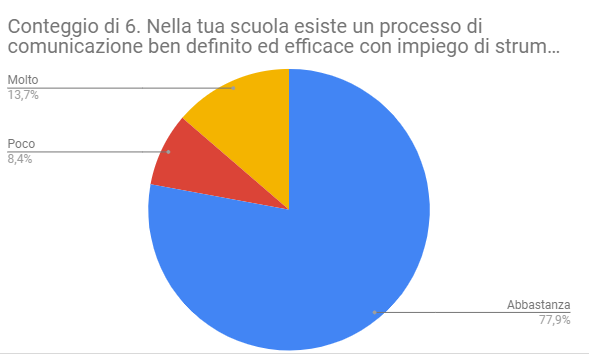 Conteggio di 6. Nella tua scuola esiste un processo di
comunicazione ben definito ed efficace con impiego di strum...
Molto
13,7%
Poco
8,4%
Abbastanza
77,9%